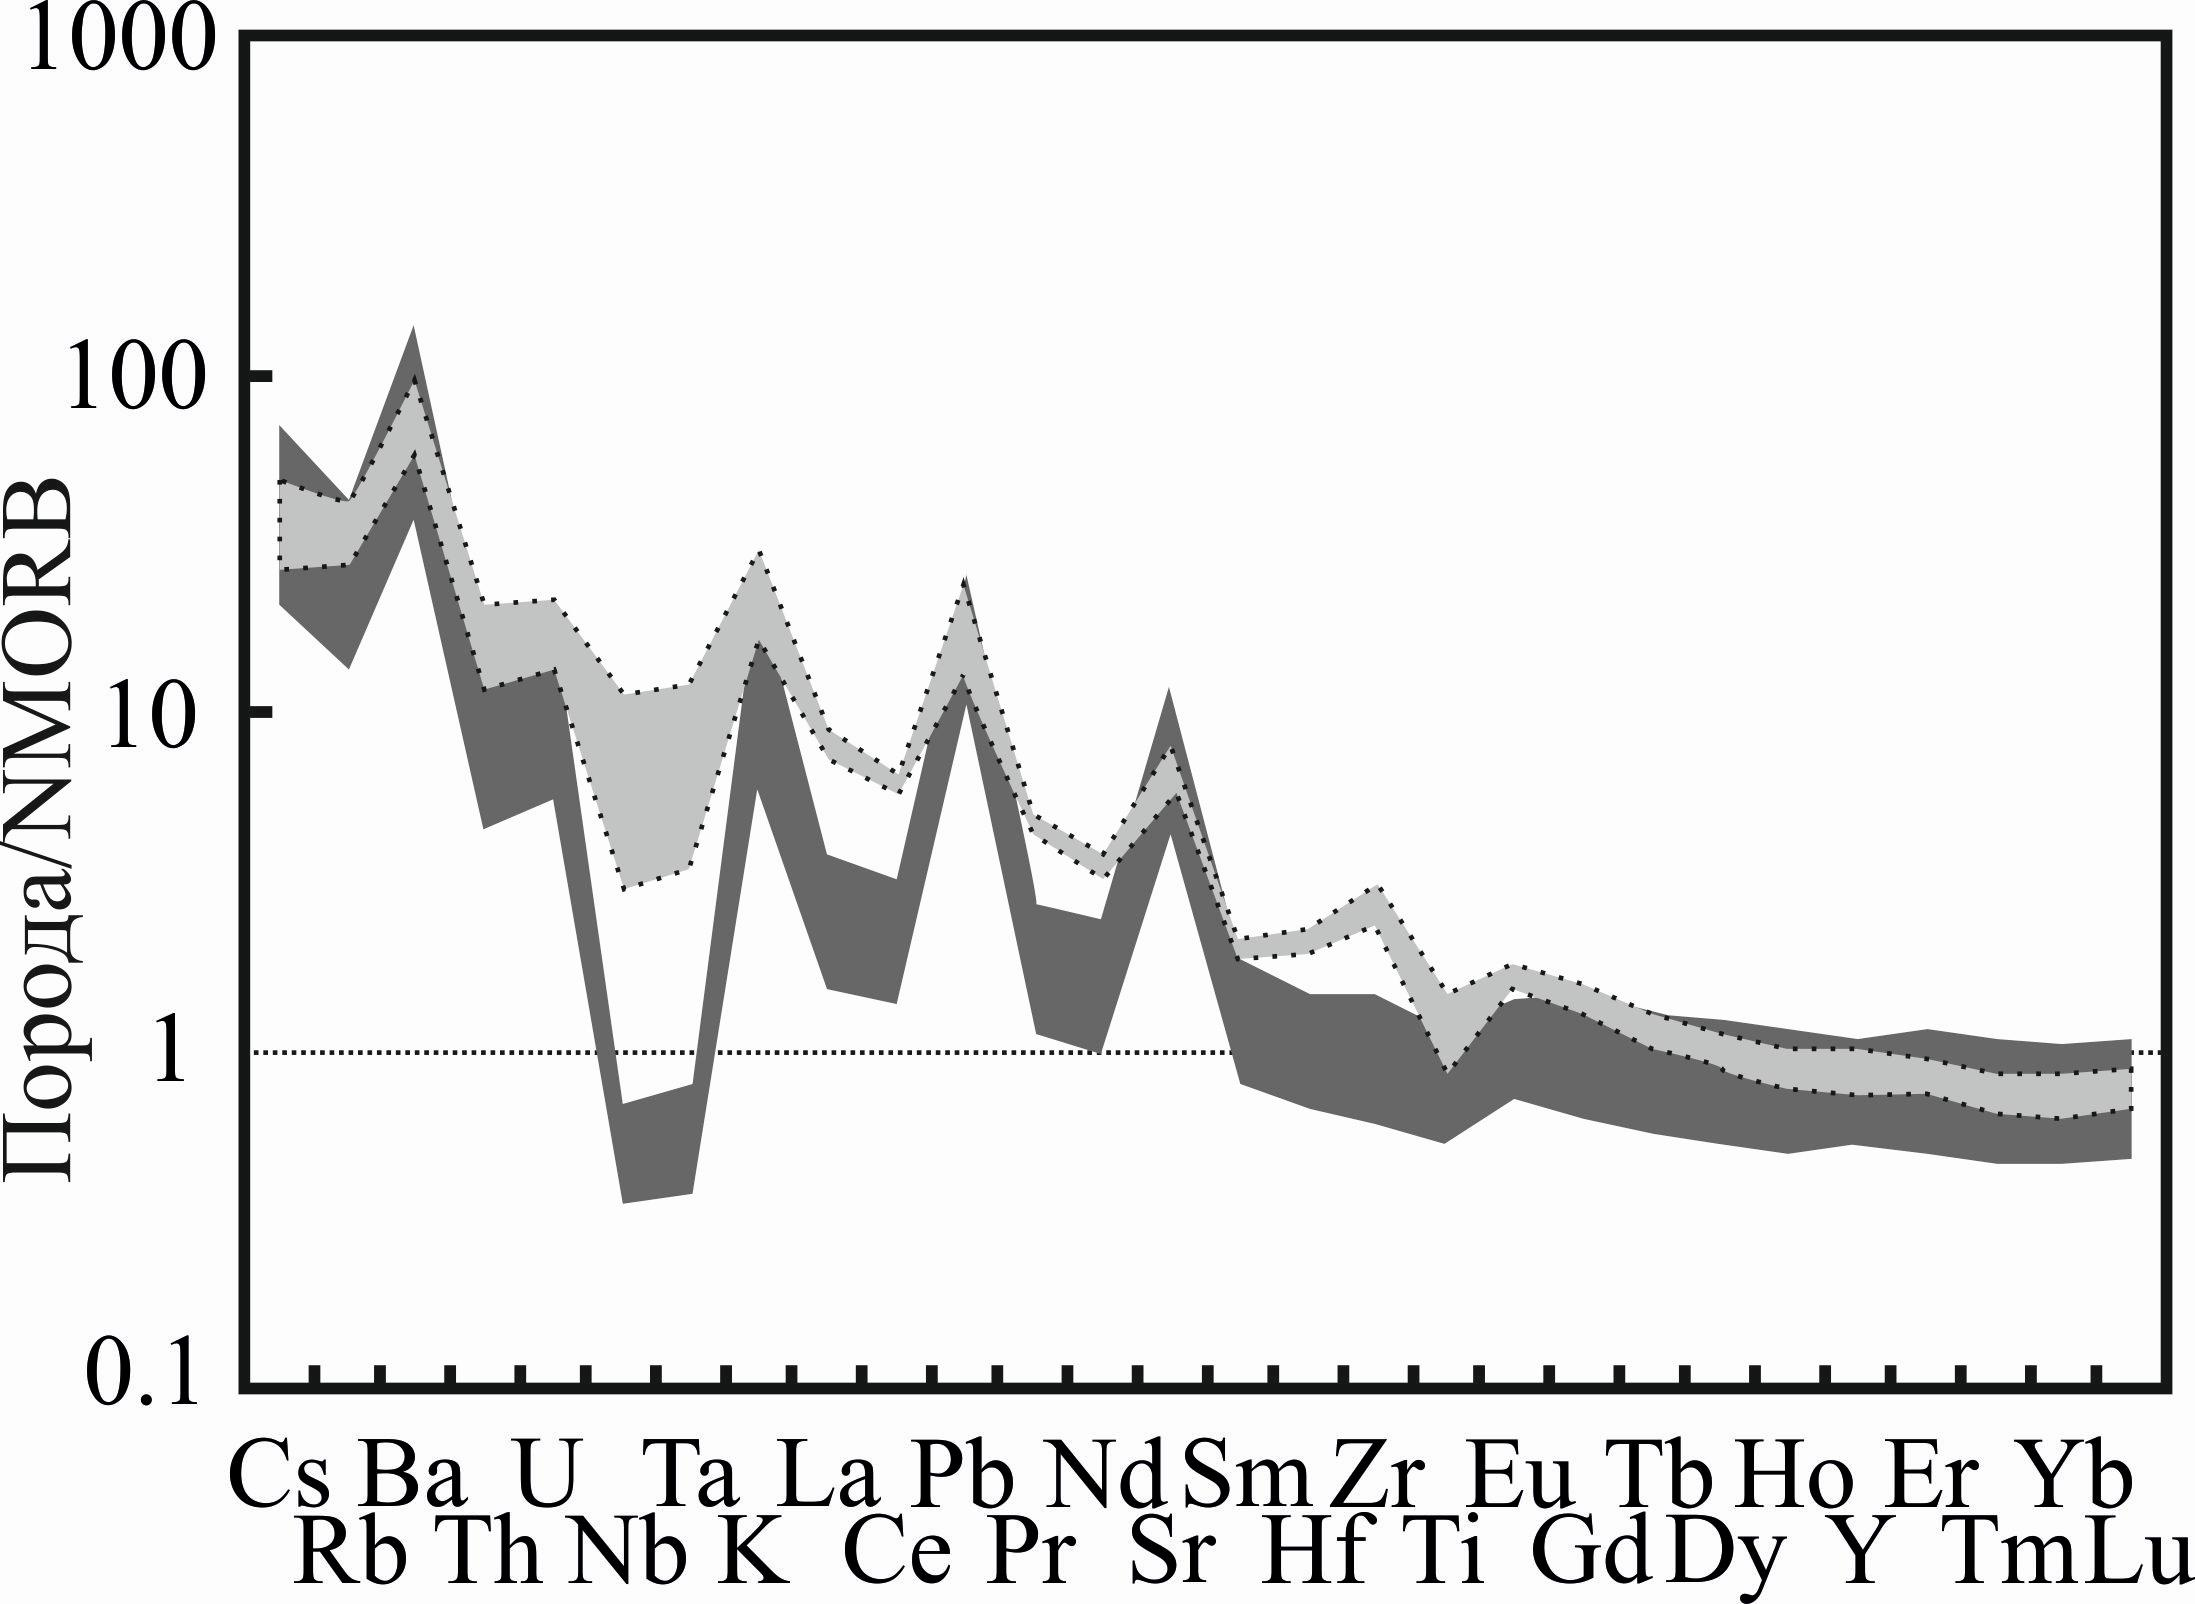 1000
100
10
1
0.1
Порода/NMORB
Cs Ba U Ta La Pb Nd Sm Zr Eu Tb Ho Er Yb
Rb Th Nb K Ce Pr Sr Hf Ti Gd Dy Y Tm Lu